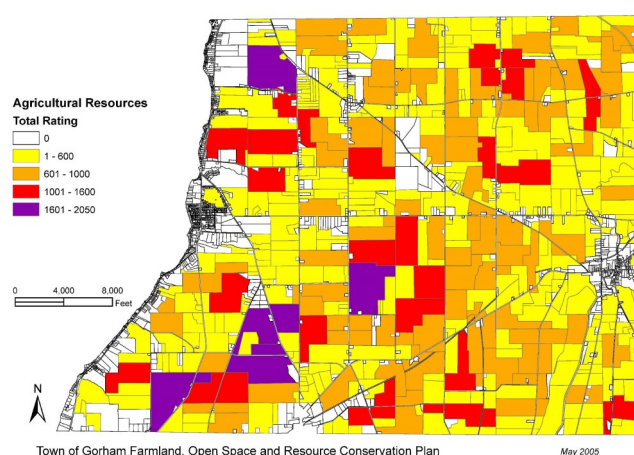 Agricultural Resources
Total Rating
0
1 - 600
601 - 1000
1001 - 1600
1601 - 2050
0 4,000 8,000
Feet
N
Town of Gorham Farmland, Open Space and Resource Conservation Plan May 2005